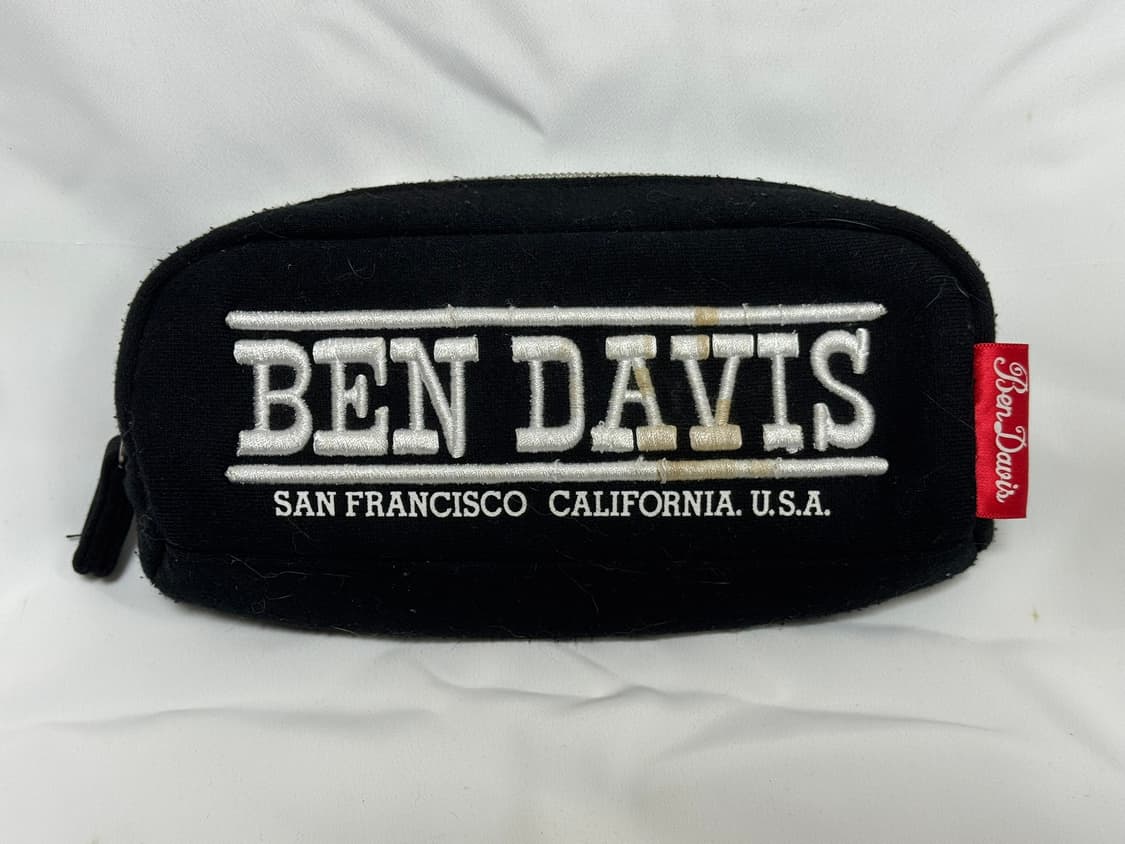 BEN DAVIS
SAN FRANCISCO CALIFORNIA. U.S.A.
Ben Davis